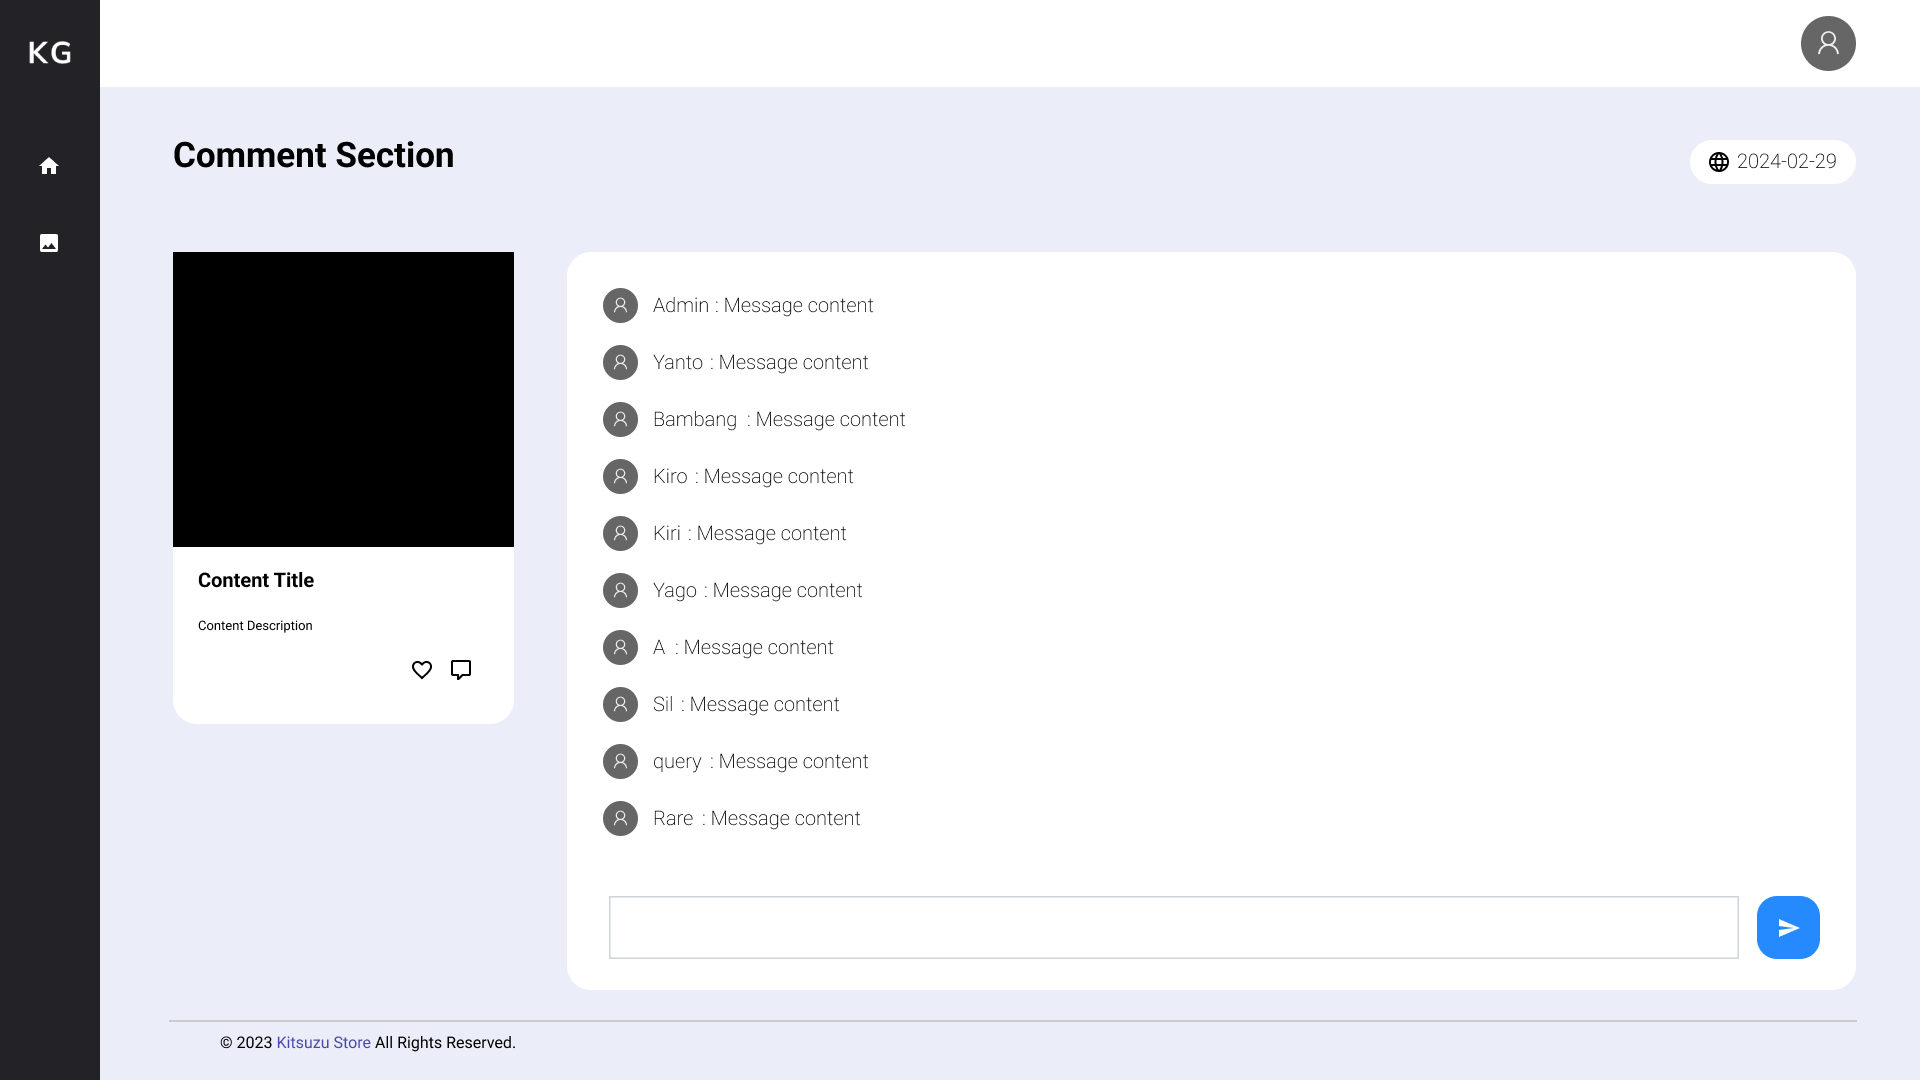 KG
Comment Section
2024-02-29
Admin : Message content
Yanto : Message content
Bambang : Message content
Kiro : Message content
Kiri : Message content
Yago : Message content
A : Message content
Sil : Message content
query : Message content
Rare : Message content
Content Title
Content Description
© 2023 Kitsuzu Store All Rights Reserved.